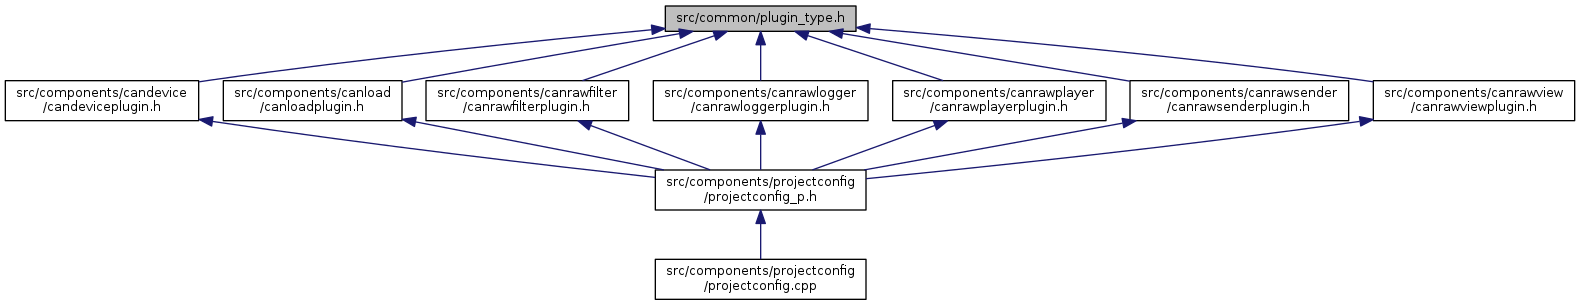 src/common/plugin_type.h
src/components/candevice
/candeviceplugin.h
src/components/canload
/canloadplugin.h
src/components/canrawfilter
/canrawfilterplugin.h
src/components/canrawlogger
/canrawloggerplugin.h
src/components/canrawplayer
/canrawplayerplugin.h
src/components/canrawsender
/canrawsenderplugin.h
src/components/canrawview
/canrawviewplugin.h
src/components/projectconfig
/projectconfig_p.h
src/components/projectconfig
/projectconfig.cpp